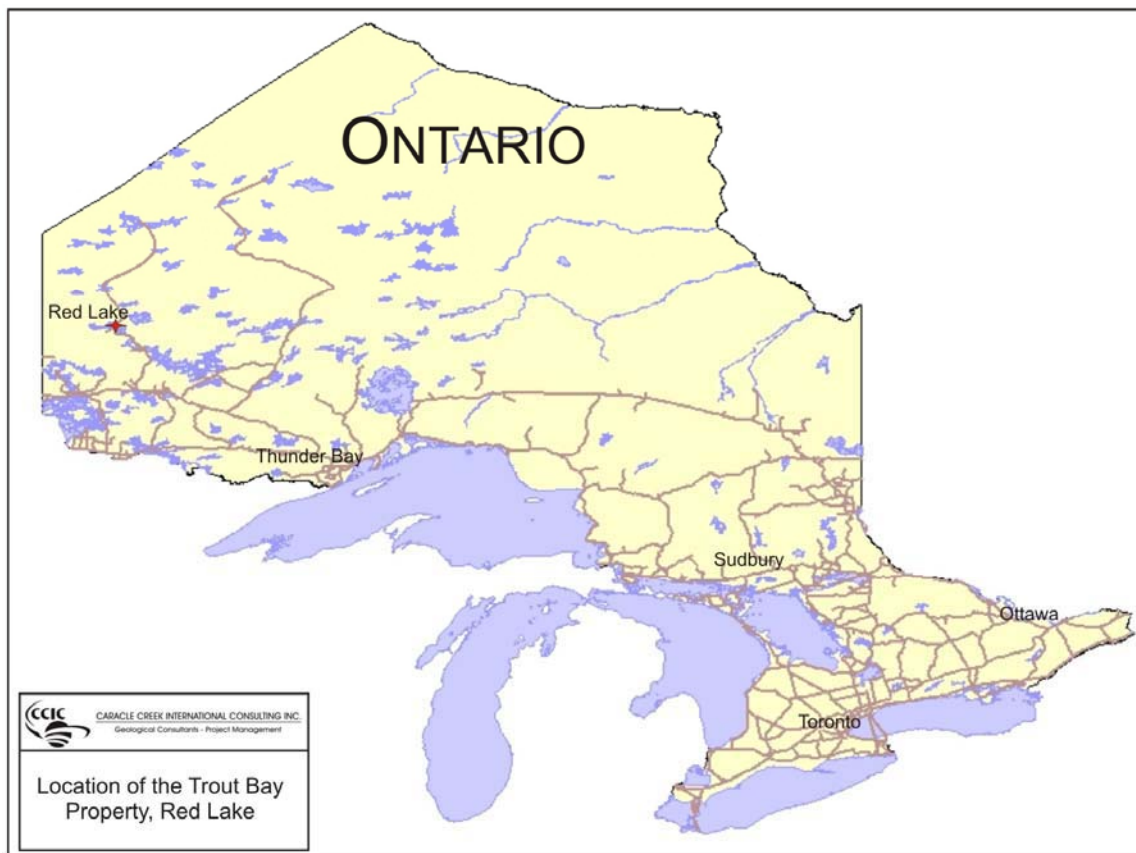 ONTARIO
Red Lake
Thunder Bay
Sudbury
Ottawa
Toronto
CCIC
CARACLE CREEK INTERNATIONAL CONSULTING INC.
Geological Consultants - Project Management
Location of the Trout Bay
Property, Red Lake